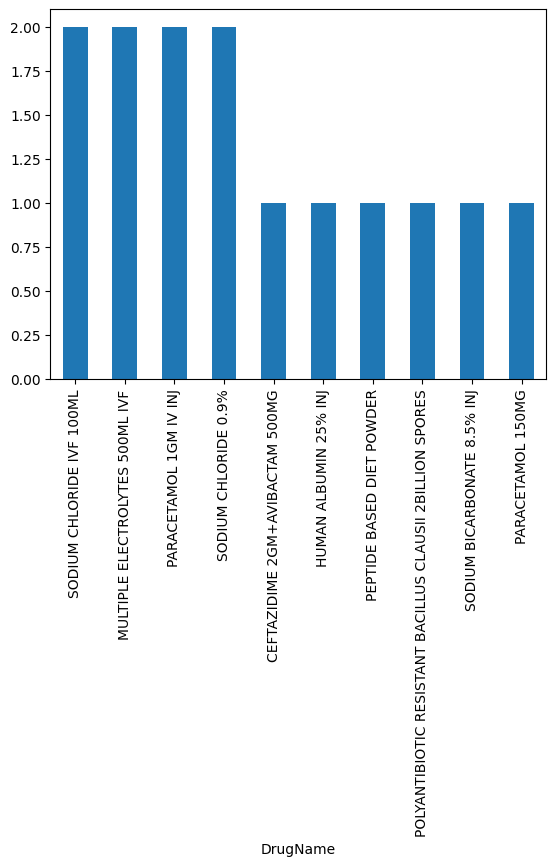 2.00
1.75
1.50
1.25
1.00
0.75
0.50
0.25
0.00
SODIUM CHLORIDE IVF 100ML
MULTIPLE ELECTROLYTES 500ML IVF
PARACETAMOL 1GM IV INJ
SODIUM CHLORIDE 0.9%
CEFTAZIDIME 2GM+AVIBACTAM 500MG
HUMAN ALBUMIN 25% INJ
PEPTIDE BASED DIET POWDER
POLYANTIBIOTIC RESISTANT BACILLUS CLAUSII 2BILLION SPORES
SODIUM BICARBONATE 8.5% INJ
PARACETAMOL 150MG
DrugName